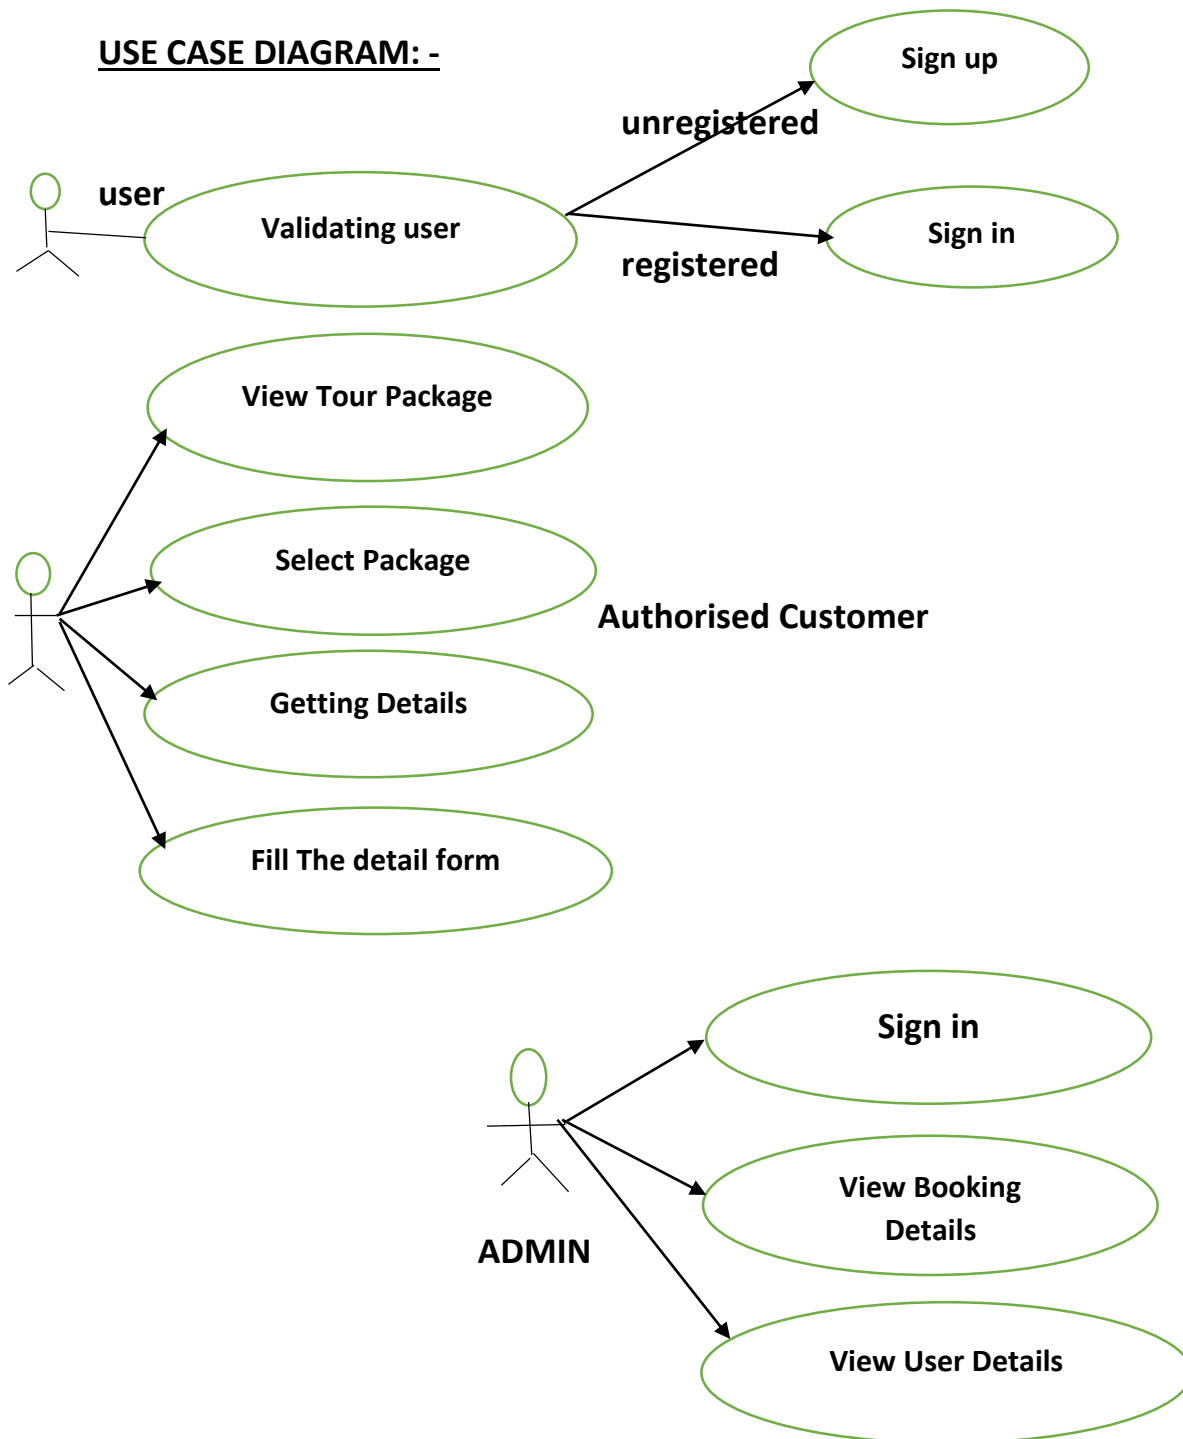 USE CASE DIAGRAM: -
Sign up
unregistered
user
Validating user
Sign in
registered
View Tour Package
Select Package
Authorised Customer
Getting Details
Fill The detail form
Sign in
View Booking
Details
ADMIN
View User Details